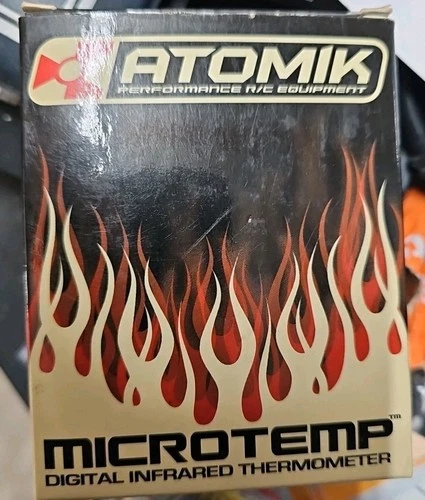 ATOMIK
PERFORMANCE R/C EQUIPMENT
MICROTEMP™
DIGITAL INFRARED THERMOMETER